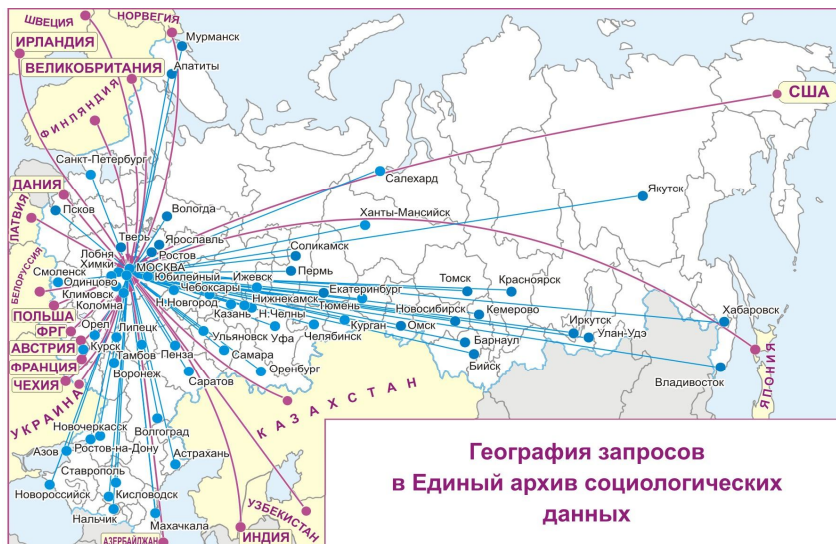 ШВЕЦИЯ
НОРВЕГИЯ
Мурманск
ИРЛАНДИЯ
Апатиты
ВЕЛИКОБРИТАНИЯ
США
ФИНЛЯНДИЯ
Санкт-Петербург
Салехард
ДАНИЯ
Якутск
Псков
Вологда
ЛАТВИЯ
Ханты-Мансийск
Тверь
Ярославль
Лобня
Ростов
Соликамск
Химки
МОСКВА
БЕЛОРУССИЯ
Смоленск
Юбилейный
Ижевск
Пермь
Одинцово
Чебоксары
Екатеринбург
Томск
Красноярск
Климовск
Коломна
Н.Новгород
Нижнекамск
Тюмень
Новосибирск
Кемерово
Хабаровск
ПОЛЬША
Казань
Н.Челны
ФРГ
Орел
Липецк
Ульяновск
Уфа
Курган
Омск
Иркутск
Улан-Удэ
АВСТРИЯ
Курск
Челябинск
Барнаул
Тамбов
Пенза
Самара
ФРАНЦИЯ
Бийск
Воронеж
Оренбург
ЧЕХИЯ
Саратов
Владивосток
ЯПОНИЯ
УКРАИНА
КАЗАХСТАН
Новочеркасск
Волгоград
Азов
Ростов-на-Дону
Астрахань
Ставрополь
Новороссийск
Кисловодск
УЗБЕКИСТАН
Нальчик
Махачкала
АЗЕРБАЙДЖАН
ИНДИЯ
География запросов
в Единый архив социологических
данных